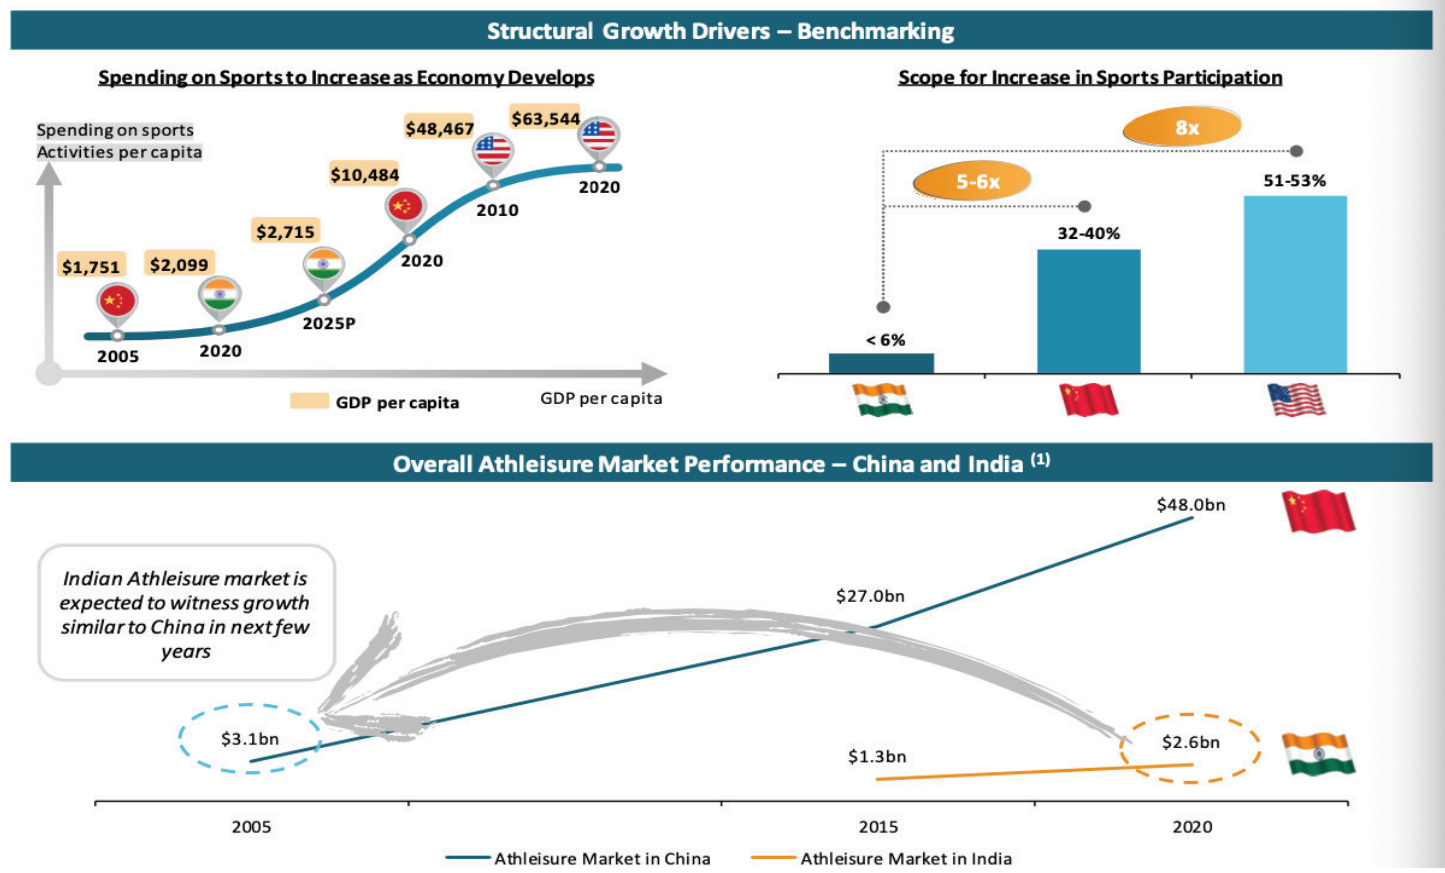 Structural Growth Drivers – Benchmarking
Spending on Sports to Increase as Economy Develops
Spending on sports
Activities per capita
$1,751
$2,099
$2,715
$10,484
$48,467
$63,544
2005
2020
2025P
2020
2010
2020
GDP per capita
GDP per capita
Scope for Increase in Sports Participation
8x
5-6x
< 6%
32-40%
51-53%
Overall Athleisure Market Performance – China and India (1)
Indian Athleisure market is
expected to witness growth
similar to China in next few
years
$3.1bn
$27.0bn
$48.0bn
$1.3bn
$2.6bn
2005
2015
2020
Athleisure Market in China
Athleisure Market in India